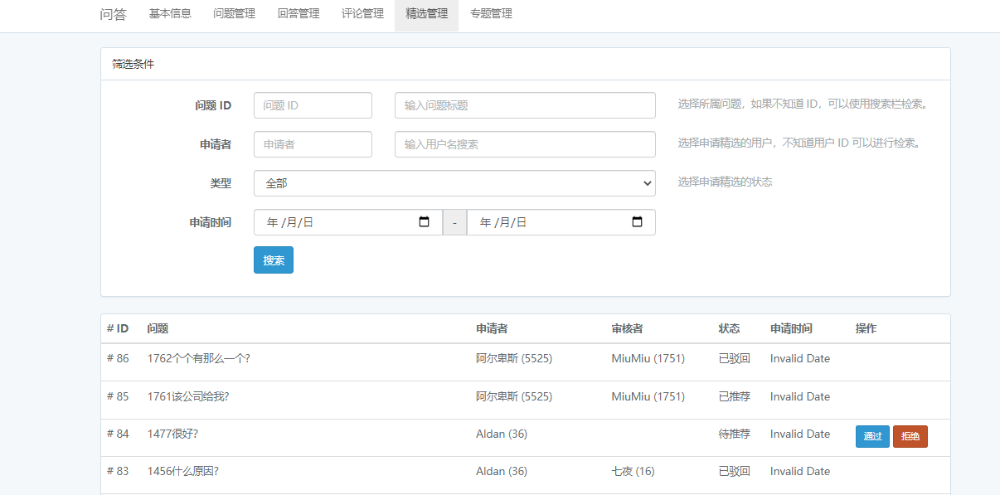 问答 基本信息 问题管理 回答管理 评论管理 精选管理 专题管理
筛选条件
问题 ID 问题 ID 输入问题标题 选择所属问题，如果不知道 ID，可以使用搜索栏检索。
申请者 申请者 输入用户名搜索 选择申请精选的用户，不知道用户 ID 可以进行检索。
类型 全部 选择申请精选的状态
申请时间 年 /月/日 - 年 /月/日
搜索
# ID 问题 申请者 审核者 状态 申请时间 操作
# 86 1762个个有那么一个? 阿尔卑斯 (5525) MiuMiu (1751) 已驳回 Invalid Date
# 85 1761该公司给我? 阿尔卑斯 (5525) MiuMiu (1751) 已推荐 Invalid Date
# 84 1477很好? Aldan (36) 待推荐 Invalid Date 通过 拒绝
# 83 1456什么原因? Aldan (36) 七夜 (16) 已驳回 Invalid Date